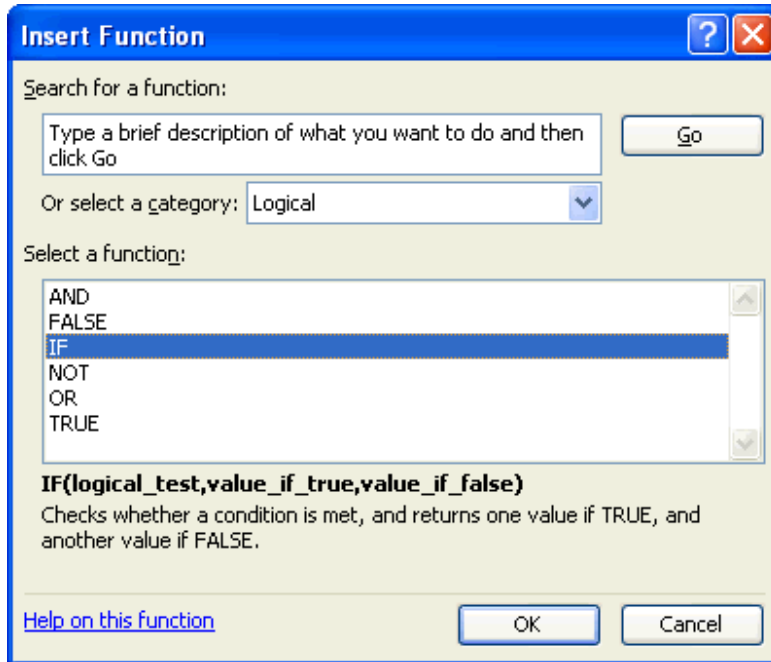 Insert Function
Search for a function:
Type a brief description of what you want to do and then
click Go
Go
Or select a category: Logical
Select a function:
AND
FALSE
IF
NOT
OR
TRUE
IF(logical_test,value_if_true,value_if_false)
Checks whether a condition is met, and returns one value if TRUE, and
another value if FALSE.
Help on this function
OK
Cancel